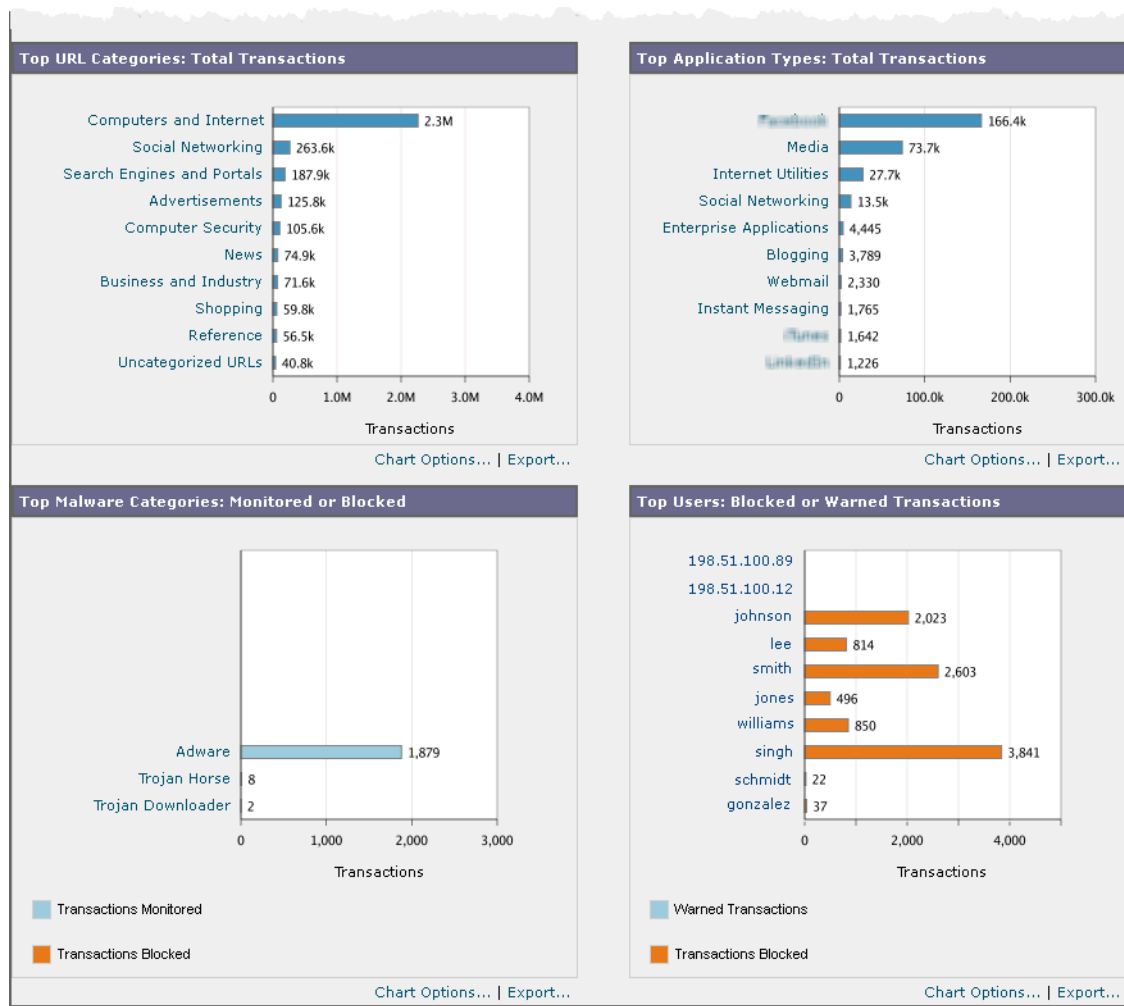 Top URL Categories: Total Transactions
Computers and Internet 2.3M
Social Networking 263.6k
Search Engines and Portals 187.9k
Advertisements 125.8k
Computer Security 105.6k
News 74.9k
Business and Industry 71.6k
Shopping 59.8k
Reference 56.5k
Uncategorized URLs 40.8k
0 1.0M 2.0M 3.0M 4.0M
Transactions
Chart Options... | Export...
Top Application Types: Total Transactions
166.4k
Media 73.7k
Internet Utilities 27.7k
Social Networking 13.5k
Enterprise Applications 4,445
Blogging 3,789
Webmail 2,330
Instant Messaging 1,765
iTunes 1,642
LinkedIn 1,226
0 100.0k 200.0k 300.0k
Transactions
Chart Options... | Export...
Top Malware Categories: Monitored or Blocked
Adware 1,879
Trojan Horse 8
Trojan Downloader 2
0 1,000 2,000 3,000
Transactions
Transactions Monitored
Transactions Blocked
Chart Options... | Export...
Top Users: Blocked or Warned Transactions
198.51.100.89
198.51.100.12
johnson 2,023
lee 814
smith 2,603
jones 496
williams 850
singh 3,841
schmidt 22
gonzalez 37
0 2,000 4,000
Transactions
Warned Transactions
Transactions Blocked
Chart Options... | Export...